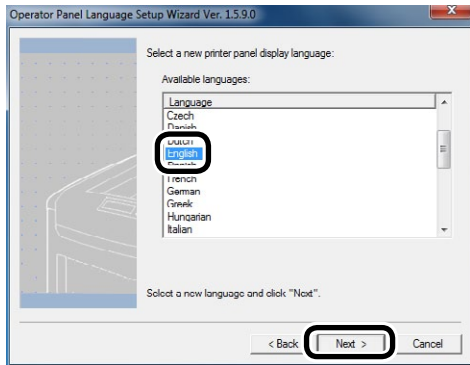 Operator Panel Language Setup Wizard Ver. 1.5.9.0
X
Select a new printer panel display language:
Available languages:
Language
Czech
Danish
Dutch
English
French
German
Greek
Hungarian
Italian
Select a new language and click "Next".
< Back
Next >
Cancel